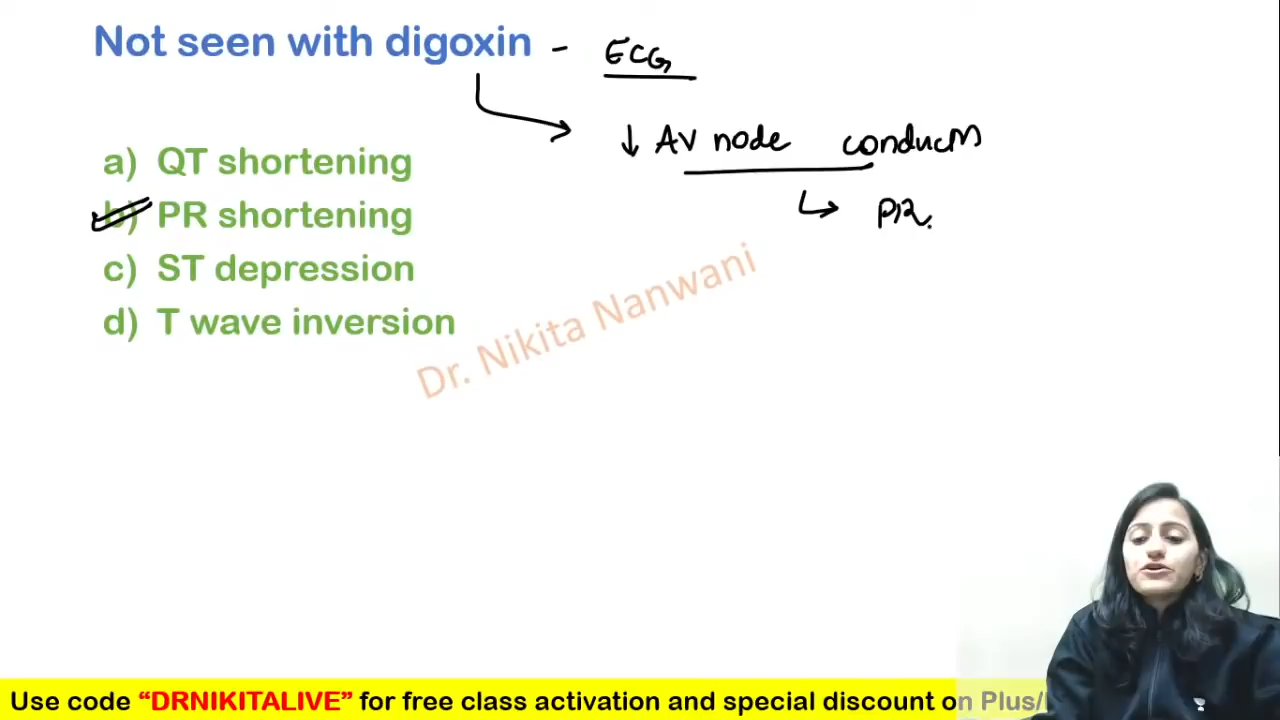 Not seen with digoxin - ECG
↓ AV node conductn
↳ PR.
a) QT shortening
b) PR shortening
c) ST depression
d) T wave inversion
Dr. Nikita Nanwani
Use code “DRNIKITALIVE” for free class activation and special discount on Plus/